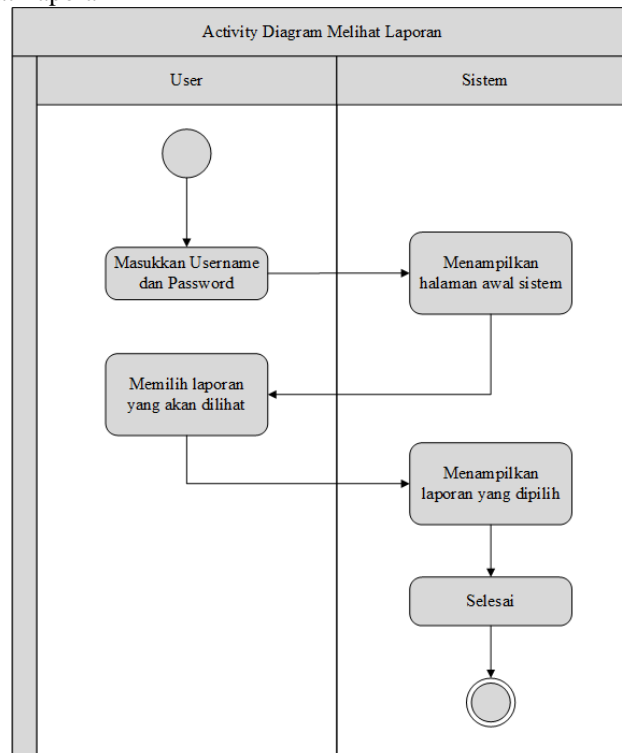 Activity Diagram Melihat Laporan
User
Sistem
Masukkan Username
dan Password
Menampilkan
halaman awal sistem
Memilih laporan
yang akan dilihat
Menampilkan
laporan yang dipilih
Selesai